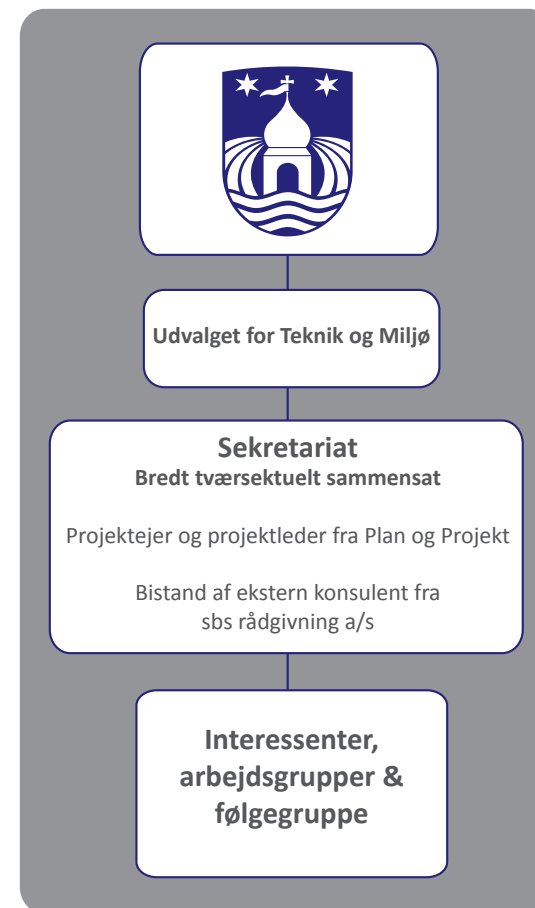 Udvalget for Teknik og Miljø
Sekretariat
Bredt tværsektuelt sammensat
Projektejer og projektleder fra Plan og Projekt
Bistand af ekstern konsulent fra
sbs rådgivning a/s
Interessenter,
arbejdsgrupper &
følgegruppe